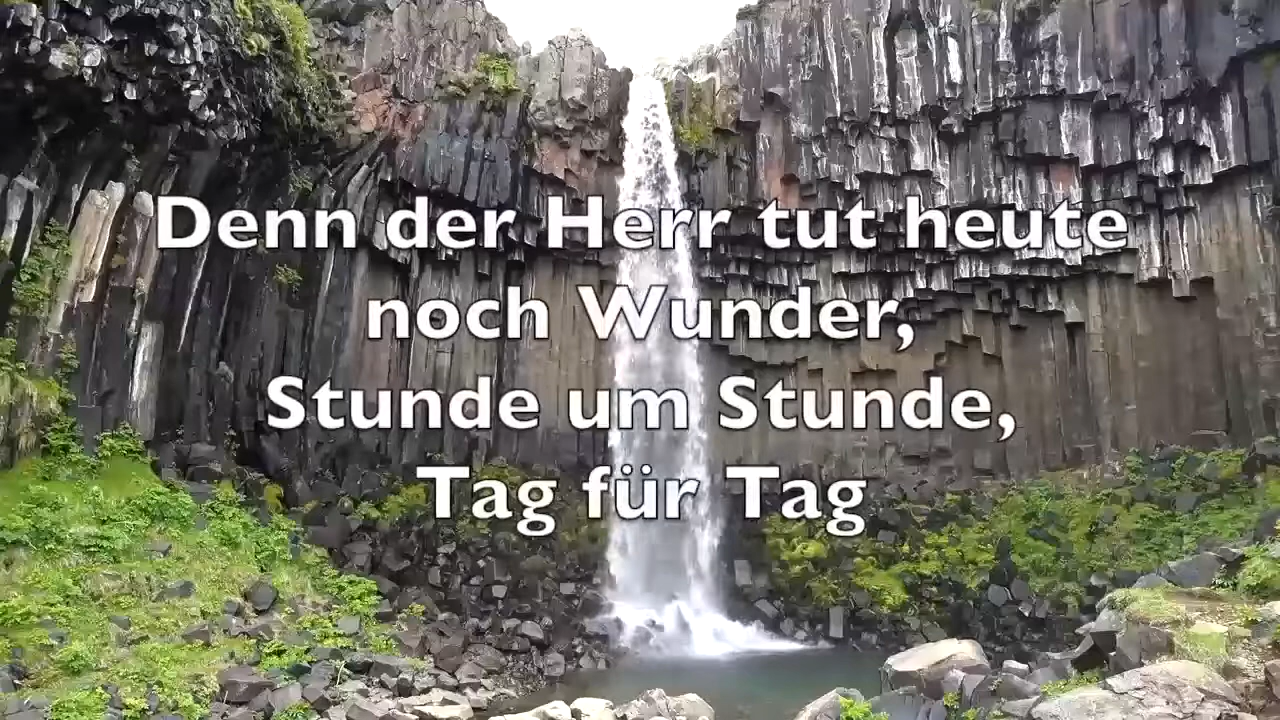 Denn der Herr tut heute
noch Wunder,
Stunde um Stunde,
Tag für Tag